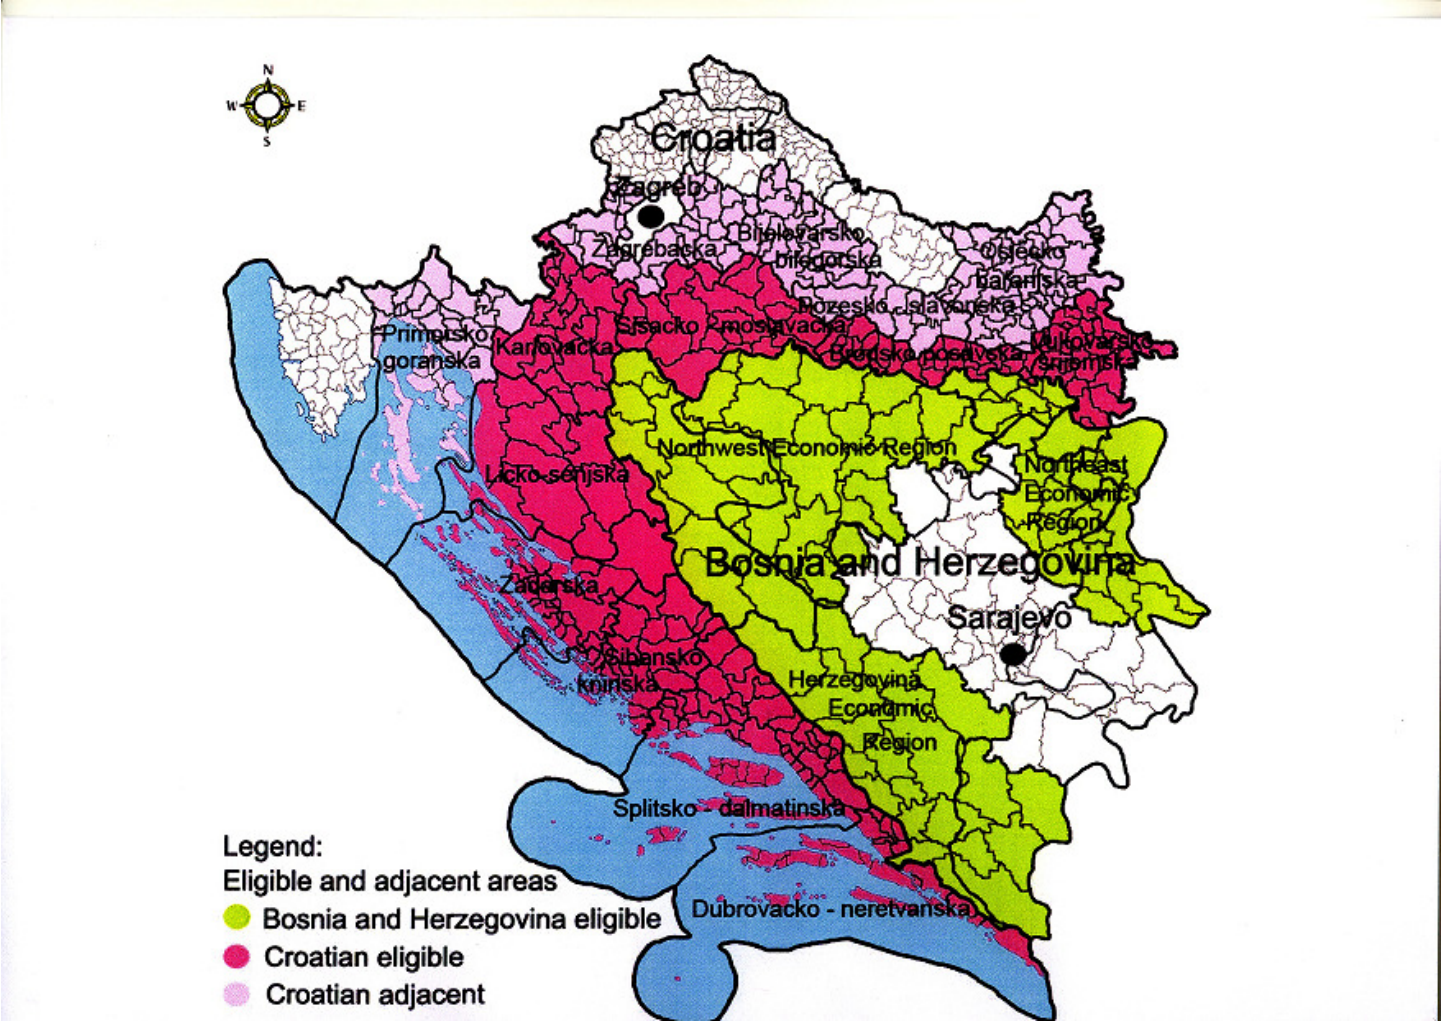 N
W E
S
Croatia
Zagreb
Zagrebacka
Bijelovarsko
bilogorska
Osjecko
baranjska
Pozesko - slavonska
Primorsko
goranska
Karlovacka
Sisacko - moslavacka
Brodsko posavska
Vukovarsko
srijemska
Northwest Economic Region
Northeast
Economic
Region
Licko-senjska
Bosnia and Herzegovina
Zadarska
Sarajevo
Sibensko
kninska
Herzegovina
Economic
Region
Splitsko - dalmatinska
Dubrovacko - neretvanska
Legend:
Eligible and adjacent areas
Bosnia and Herzegovina eligible
Croatian eligible
Croatian adjacent